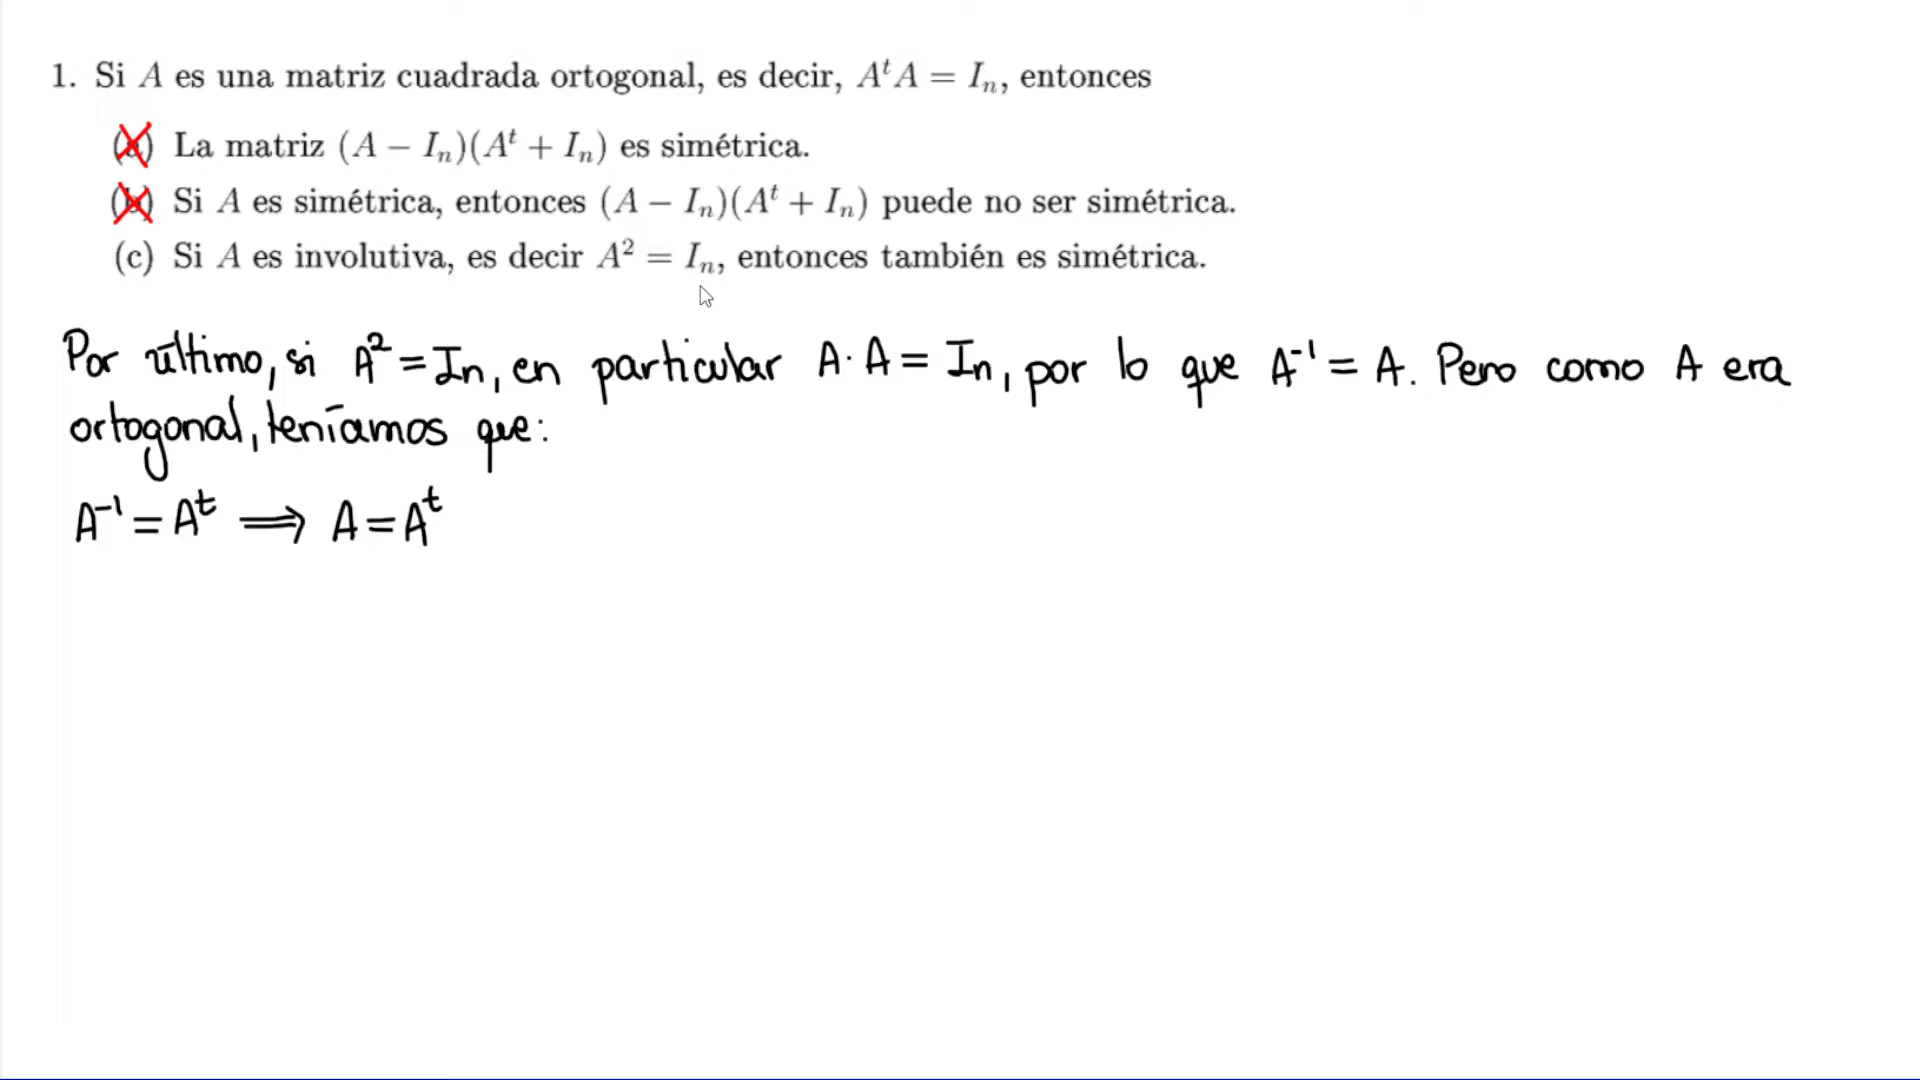 1. Si A es una matriz cuadrada ortogonal, es decir, AᵗA = Iₙ, entonces
(a) La matriz (A − Iₙ)(Aᵗ + Iₙ) es simétrica.
(b) Si A es simétrica, entonces (A − Iₙ)(Aᵗ + Iₙ) puede no ser simétrica.
(c) Si A es involutiva, es decir A² = Iₙ, entonces también es simétrica.
Por último, si A² = In, en particular A · A = In, por lo que A⁻¹ = A. Pero como A era
ortogonal, teníamos que:
A⁻¹ = Aᵗ ⟹ A = Aᵗ